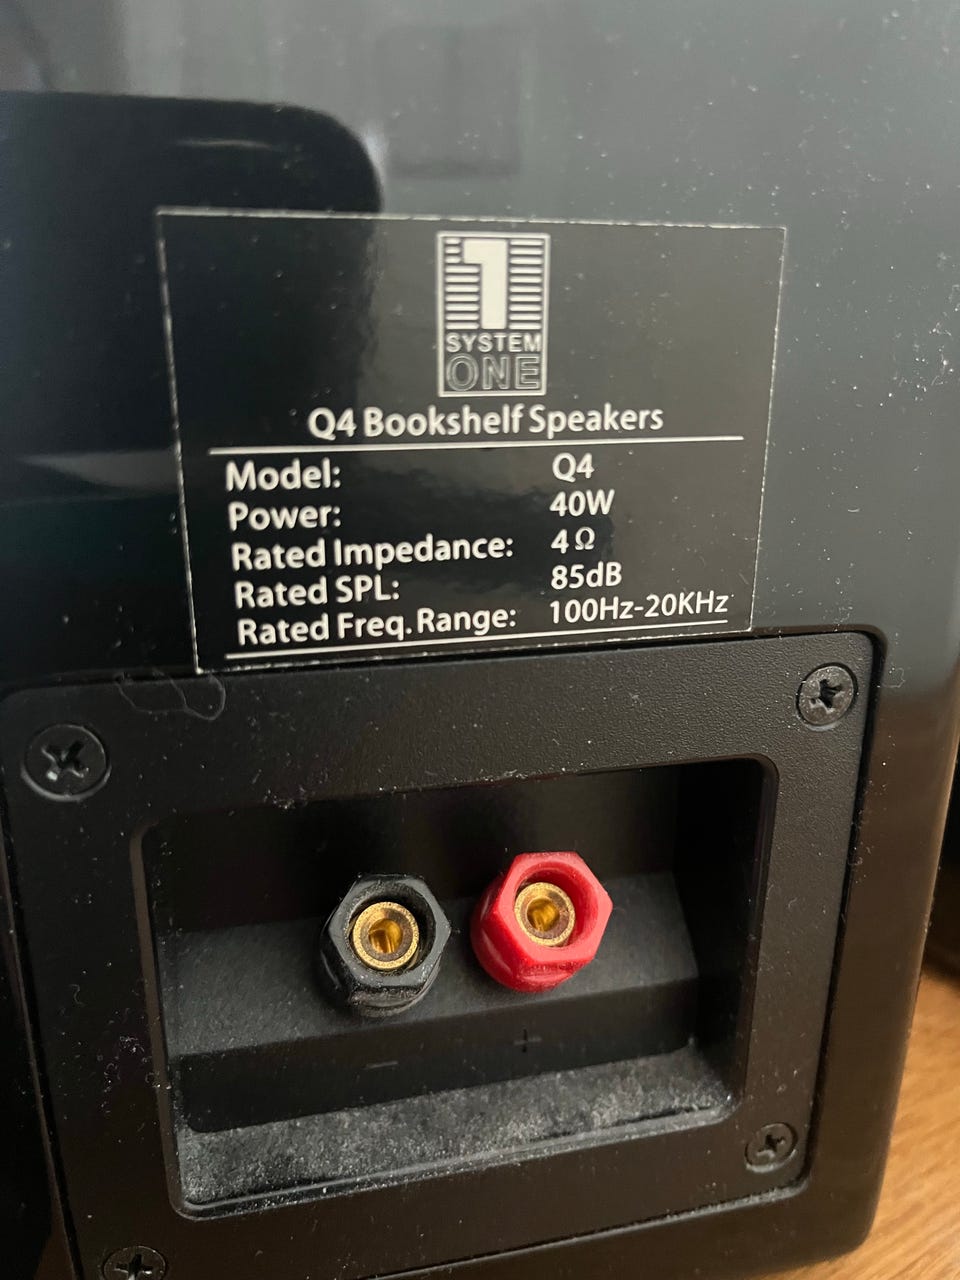 1
SYSTEM
ONE
Q4 Bookshelf Speakers
Model: Q4
Power: 40W
Rated Impedance: 4Ω
Rated SPL: 85dB
Rated Freq. Range: 100Hz-20KHz
− +